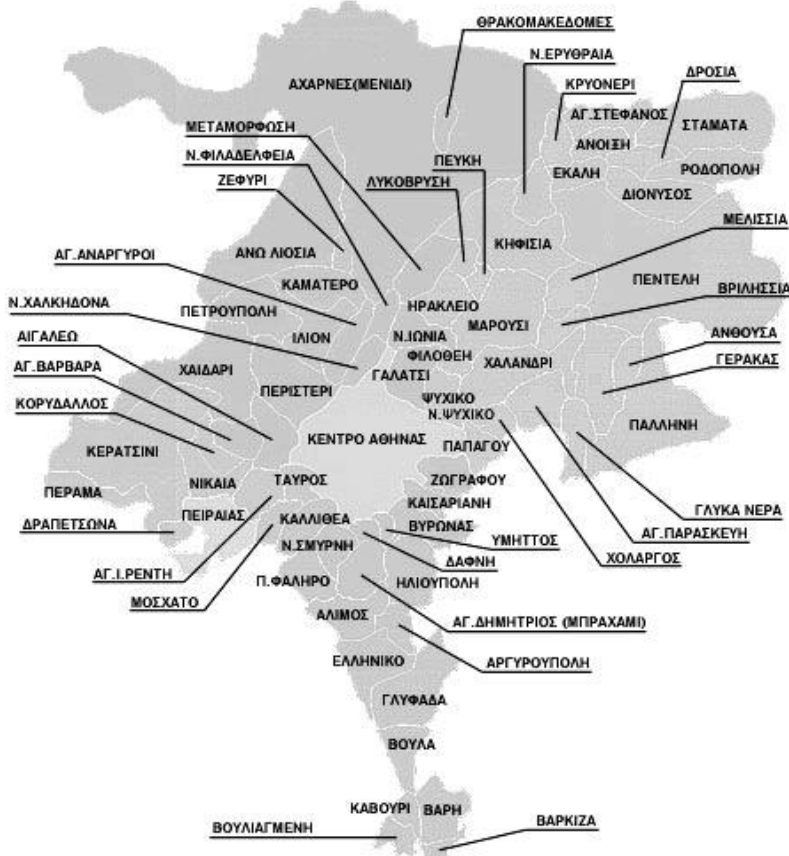 ΘΡΑΚΟΜΑΚΕΔΟΜΕΣ
Ν.ΕΡΥΘΡΑΙΑ
ΑΧΑΡΝΕΣ(ΜΕΝΙΔΙ)
ΚΡΥΟΝΕΡΙ
ΔΡΟΣΙΑ
ΑΓ.ΣΤΕΦΑΝΟΣ
ΣΤΑΜΑΤΑ
ΜΕΤΑΜΟΡΦΩΣΗ
ΑΝΟΙΞΗ
Ν.ΦΙΛΑΔΕΛΦΕΙΑ
ΠΕΥΚΗ
ΕΚΑΛΗ
ΡΟΔΟΠΟΛΗ
ΖΕΦΥΡΙ
ΛΥΚΟΒΡΥΣΗ
ΔΙΟΝΥΣΟΣ
ΜΕΛΙΣΣΙΑ
ΑΓ.ΑΝΑΡΓΥΡΟΙ
ΑΝΩ ΛΙΟΣΙΑ
ΚΗΦΙΣΙΑ
ΠΕΝΤΕΛΗ
ΚΑΜΑΤΕΡΟ
ΒΡΙΛΗΣΣΙΑ
Ν.ΧΑΛΚΗΔΟΝΑ
ΠΕΤΡΟΥΠΟΛΗ
ΗΡΑΚΛΕΙΟ
ΜΑΡΟΥΣΙ
ΑΙΓΑΛΕΩ
ΙΛΙΟΝ
Ν.ΙΩΝΙΑ
ΑΝΘΟΥΣΑ
ΦΙΛΟΘΕΗ
ΧΑΛΑΝΔΡΙ
ΓΕΡΑΚΑΣ
ΑΓ.ΒΑΡΒΑΡΑ
ΧΑΙΔΑΡΙ
ΓΑΛΑΤΣΙ
ΚΟΡΥΔΑΛΛΟΣ
ΠΕΡΙΣΤΕΡΙ
ΨΥΧΙΚΟ
Ν.ΨΥΧΙΚΟ
ΠΑΛΛΗΝΗ
ΚΕΝΤΡΟ ΑΘΗΝΑΣ
ΠΑΠΑΓΟΥ
ΚΕΡΑΤΣΙΝΙ
ΝΙΚΑΙΑ
ΤΑΥΡΟΣ
ΖΩΓΡΑΦΟΥ
ΠΕΡΑΜΑ
ΚΑΙΣΑΡΙΑΝΗ
ΓΛΥΚΑ ΝΕΡΑ
ΠΕΙΡΑΙΑΣ
ΚΑΛΛΙΘΕΑ
ΒΥΡΩΝΑΣ
ΔΡΑΠΕΤΣΩΝΑ
ΑΓ.ΠΑΡΑΣΚΕΥΗ
ΥΜΗΤΤΟΣ
Ν.ΣΜΥΡΝΗ
ΧΟΛΑΡΓΟΣ
ΔΑΦΝΗ
ΑΓ.Ι.ΡΕΝΤΗ
Π.ΦΑΛΗΡΟ
ΗΛΙΟΥΠΟΛΗ
ΜΟΣΧΑΤΟ
ΑΛΙΜΟΣ
ΑΓ.ΔΗΜΗΤΡΙΟΣ (ΜΠΡΑΧΑΜΙ)
ΕΛΛΗΝΙΚΟ
ΑΡΓΥΡΟΥΠΟΛΗ
ΓΛΥΦΑΔΑ
ΒΟΥΛΑ
ΚΑΒΟΥΡΙ
ΒΑΡΗ
ΒΟΥΛΙΑΓΜΕΝΗ
ΒΑΡΚΙΖΑ